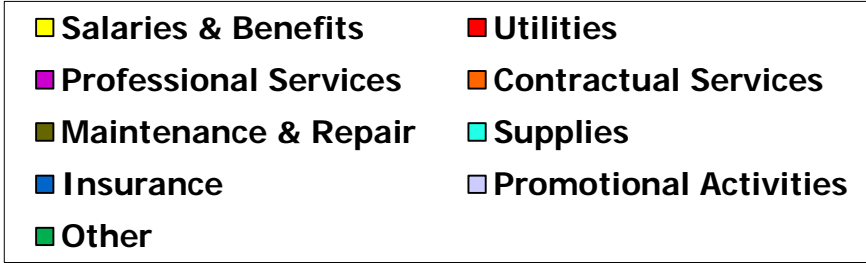 Salaries & Benefits
Utilities
Professional Services
Contractual Services
Maintenance & Repair
Supplies
Insurance
Promotional Activities
Other